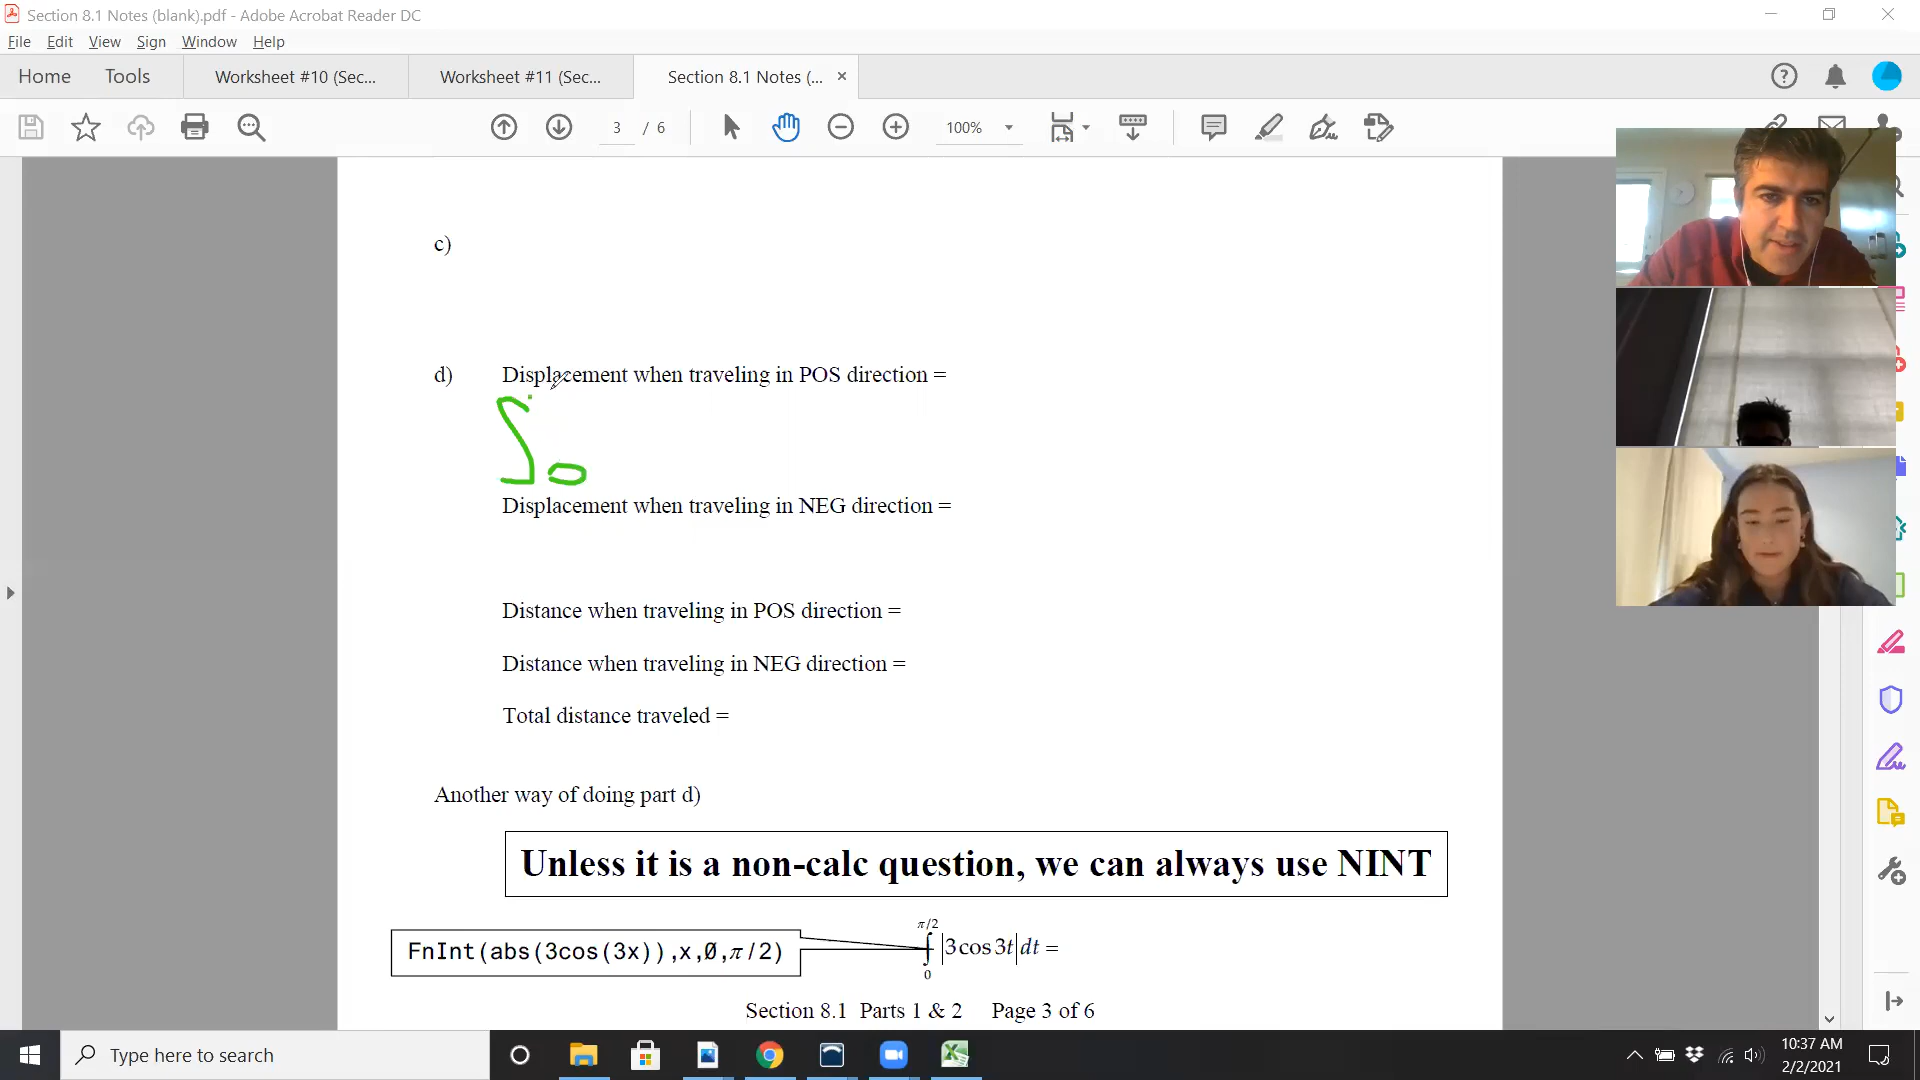 Section 8.1 Notes (blank).pdf - Adobe Acrobat Reader DC
File Edit View Sign Window Help
Home Tools Worksheet #10 (Sec... Worksheet #11 (Sec... Section 8.1 Notes (... ×
3 / 6 100%
c)
d) Displacement when traveling in POS direction =
∫ 0
Displacement when traveling in NEG direction =
Distance when traveling in POS direction =
Distance when traveling in NEG direction =
Total distance traveled =
Another way of doing part d)
Unless it is a non-calc question, we can always use NINT
FnInt(abs(3cos(3x)),x,0,π/2)
∫₀^(π/2) |3cos3t|dt =
Section 8.1 Parts 1 & 2 Page 3 of 6
Type here to search
10:37 AM
2/2/2021